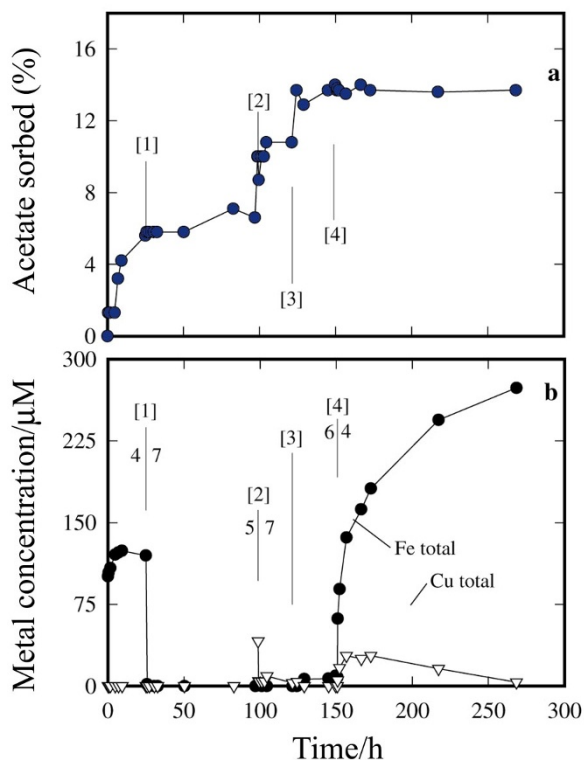 Acetate sorbed (%)
16
12
8
4
0
a
[1]
[2]
[3]
[4]
Metal concentration/µM
300
225
150
75
0
b
[1]
4 7
[2]
5 7
[3]
[4]
6 4
Fe total
Cu total
0 50 100 150 200 250 300
Time/h